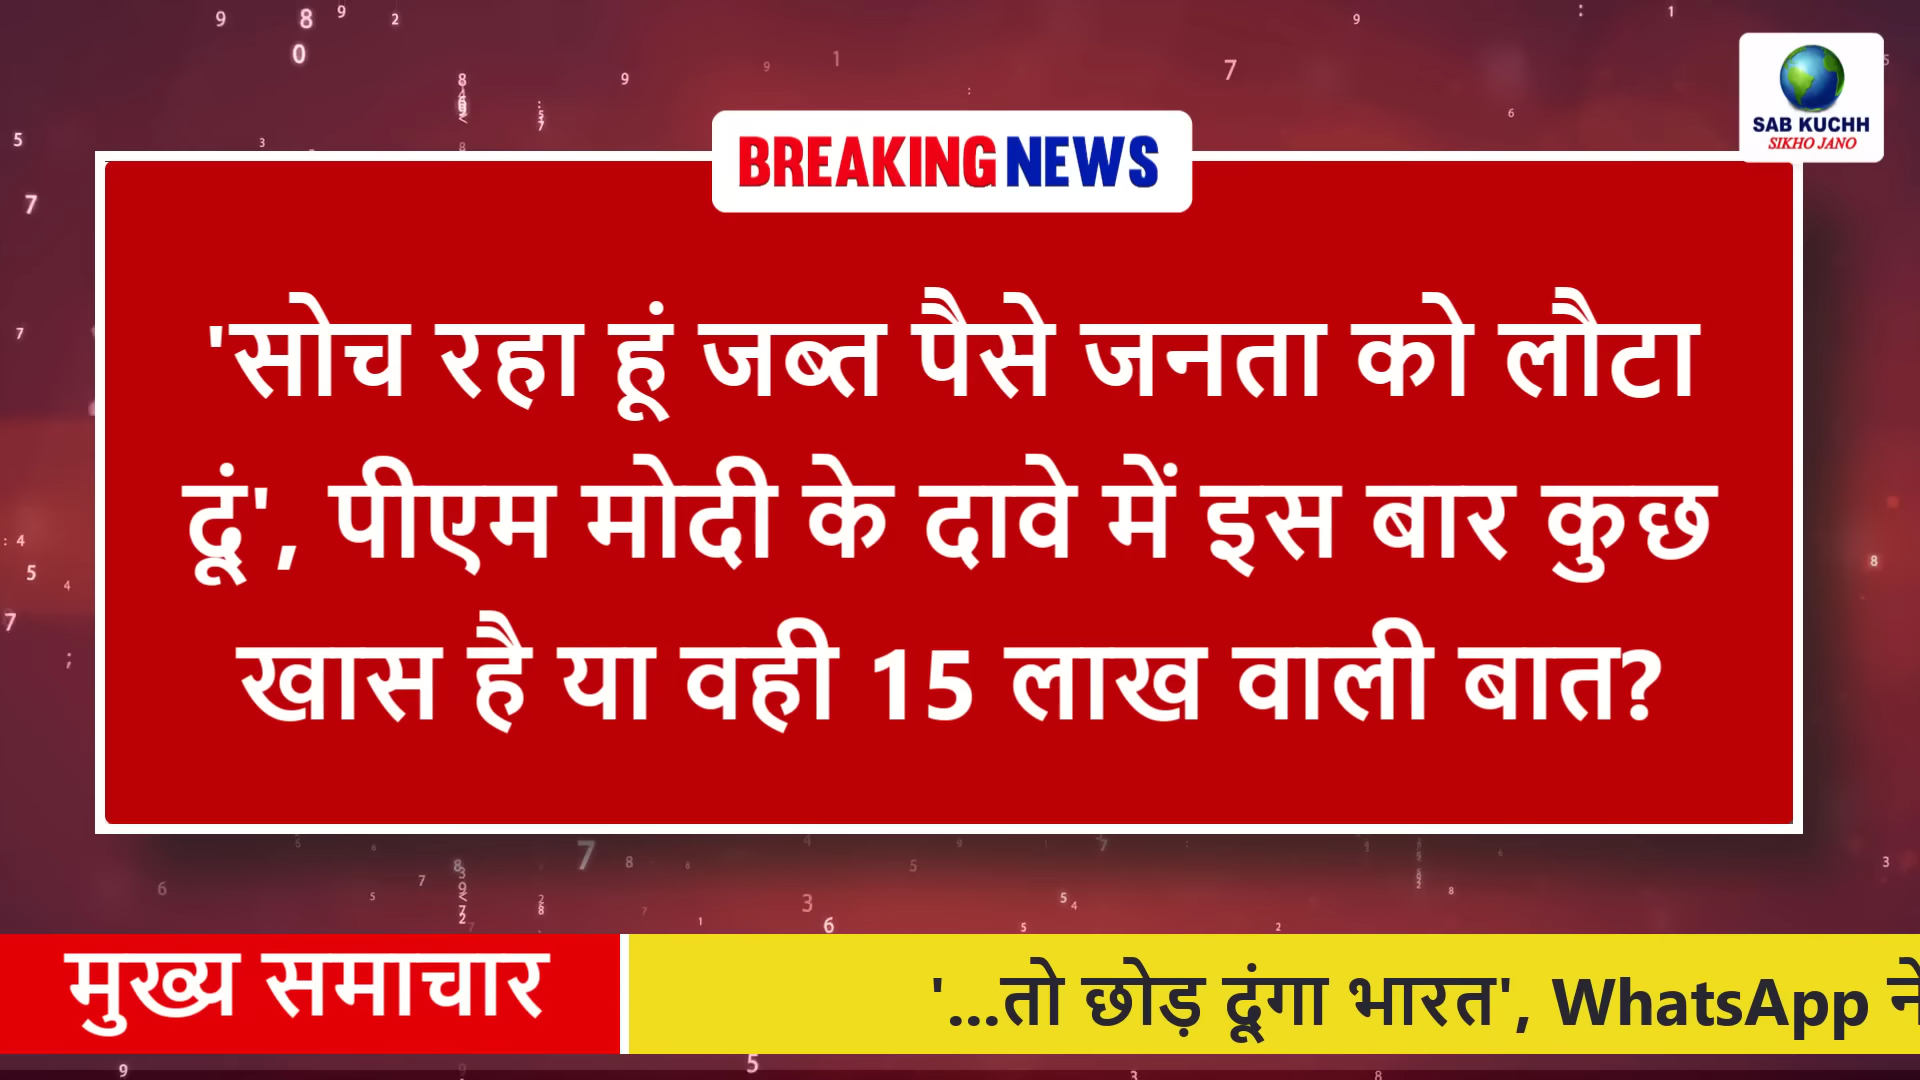 SAB KUCHH
SIKHO JANO
BREAKING NEWS
'सोच रहा हूं जब्त पैसे जनता को लौटा
दूं', पीएम मोदी के दावे में इस बार कुछ
खास है या वही 15 लाख वाली बात?
मुख्य समाचार
'...तो छोड़ दूंगा भारत', WhatsApp ने